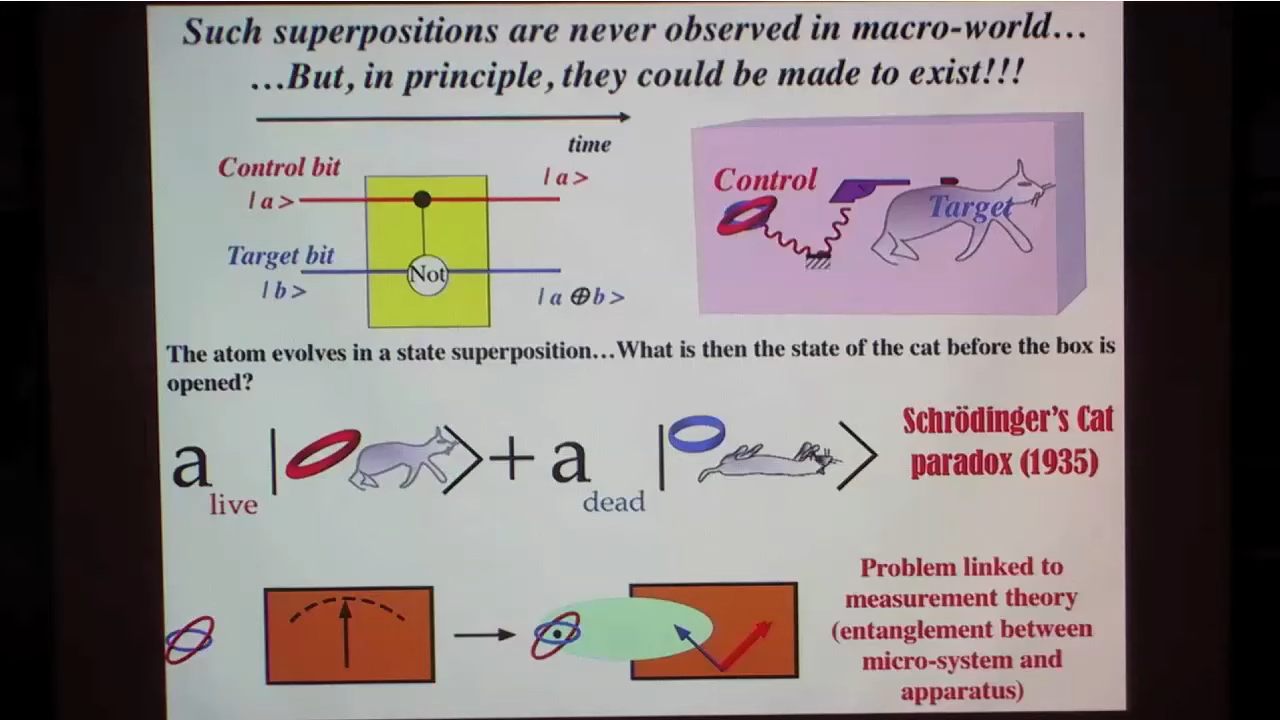 Such superpositions are never observed in macro-world…
…But, in principle, they could be made to exist!!!
time
Control bit
| a >
| a >
Target bit
| b >
Not
| a ⊕ b >
Control
Target
The atom evolves in a state superposition…What is then the state of the cat before the box is
opened?
a live | > + a dead | >
Schrödinger's Cat
paradox (1935)
Problem linked to
measurement theory
(entanglement between
micro-system and
apparatus)